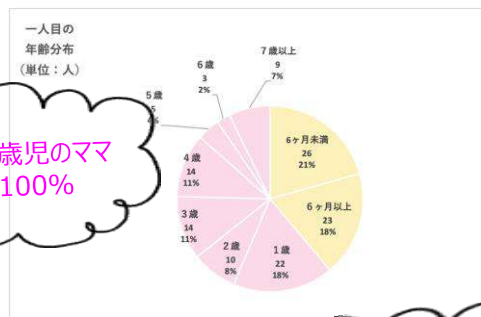 一人目の
年齢分布
（単位：人）
6ヶ月未満
26
21%
6ヶ月以上
23
18%
1歳
22
18%
2歳
10
8%
3歳
14
11%
4歳
14
11%
5歳
5
4%
6歳
3
2%
7歳以上
9
7%
歳児のママ
100%